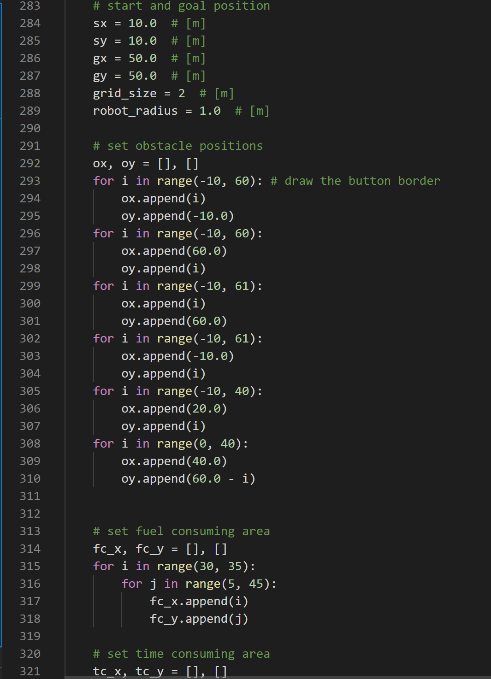 283 # start and goal position
284 sx = 10.0 # [m]
285 sy = 10.0 # [m]
286 gx = 50.0 # [m]
287 gy = 50.0 # [m]
288 grid_size = 2 # [m]
289 robot_radius = 1.0 # [m]
290
291 # set obstacle positions
292 ox, oy = [], []
293 for i in range(-10, 60): # draw the button border
294 ox.append(i)
295 oy.append(-10.0)
296 for i in range(-10, 60):
297 ox.append(60.0)
298 oy.append(i)
299 for i in range(-10, 61):
300 ox.append(i)
301 oy.append(60.0)
302 for i in range(-10, 61):
303 ox.append(-10.0)
304 oy.append(i)
305 for i in range(-10, 40):
306 ox.append(20.0)
307 oy.append(i)
308 for i in range(0, 40):
309 ox.append(40.0)
310 oy.append(60.0 - i)
311
312
313 # set fuel consuming area
314 fc_x, fc_y = [], []
315 for i in range(30, 35):
316 for j in range(5, 45):
317 fc_x.append(i)
318 fc_y.append(j)
319
320 # set time consuming area
321 tc_x, tc_y = [], []